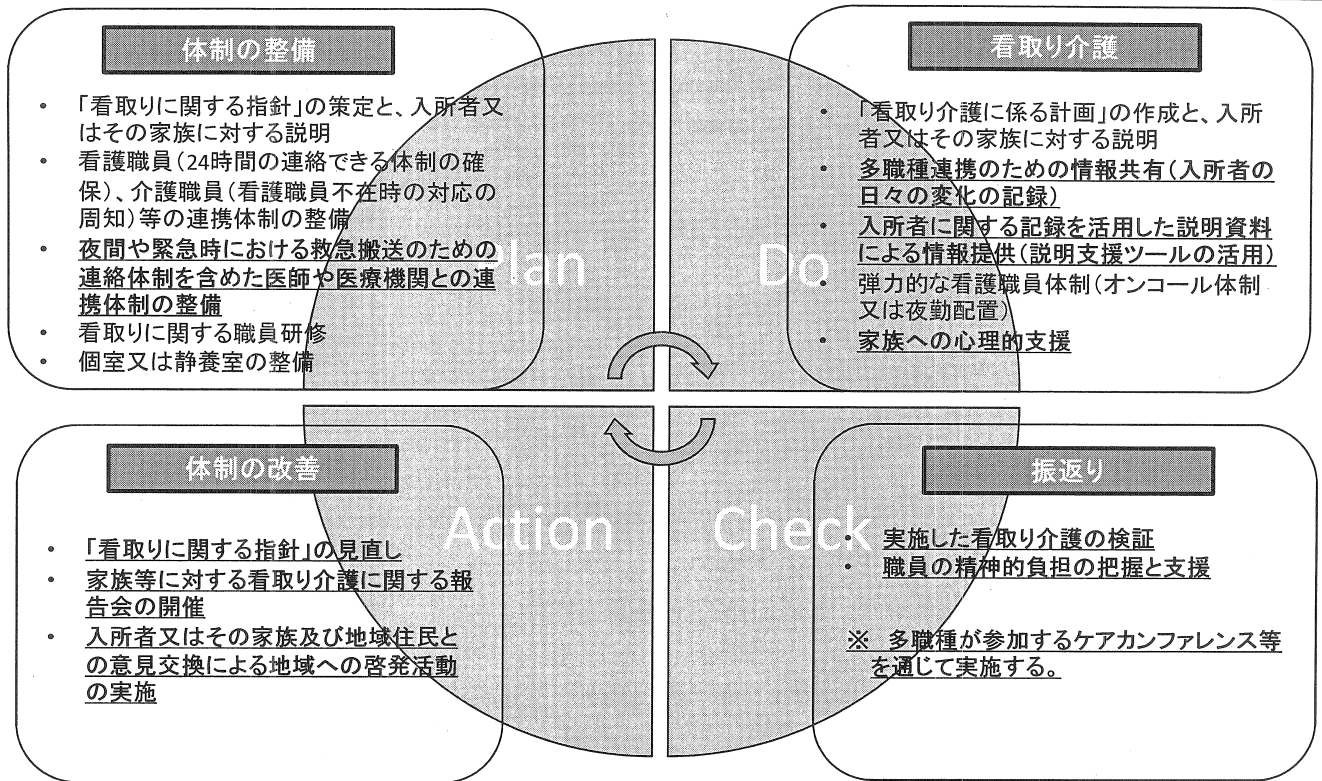 体制の整備
• 「看取りに関する指針」の策定と、入所者又
はその家族に対する説明
• 看護職員(24時間の連絡できる体制の確
保)、介護職員(看護職員不在時の対応の
周知)等の連携体制の整備
• 夜間や緊急時における救急搬送のための
連絡体制を含めた医師や医療機関との連
携体制の整備
• 看取りに関する職員研修
• 個室又は静養室の整備
Plan
看取り介護
• 「看取り介護に係る計画」の作成と、入所
者又はその家族に対する説明
• 多職種連携のための情報共有(入所者の
日々の変化の記録)
• 入所者に関する記録を活用した説明資料
による情報提供(説明支援ツールの活用)
• 弾力的な看護職員体制(オンコール体制
又は夜勤配置)
• 家族への心理的支援
Do
体制の改善
• 「看取りに関する指針」の見直し
• 家族等に対する看取り介護に関する報
告会の開催
• 入所者又はその家族及び地域住民と
の意見交換による地域への啓発活動
の実施
Action
振返り
• 実施した看取り介護の検証
• 職員の精神的負担の把握と支援
※ 多職種が参加するケアカンファレンス等
を通じて実施する。
Check